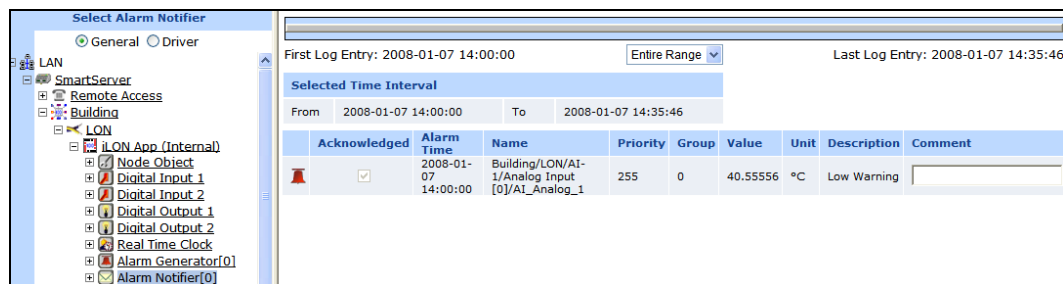 Select Alarm Notifier
General Driver
LAN
SmartServer
Remote Access
Building
LON
iLON App (Internal)
Node Object
Digital Input 1
Digital Input 2
Digital Output 1
Digital Output 2
Real Time Clock
Alarm Generator[0]
Alarm Notifier[0]
First Log Entry: 2008-01-07 14:00:00 Entire Range Last Log Entry: 2008-01-07 14:35:46
Selected Time Interval
From 2008-01-07 14:00:00 To 2008-01-07 14:35:46
Acknowledged Alarm Time Name Priority Group Value Unit Description Comment
2008-01-
07
14:00:00
Building/LON/AI-
1/Analog Input
[0]/AI_Analog_1
255 0 40.55556 °C Low Warning